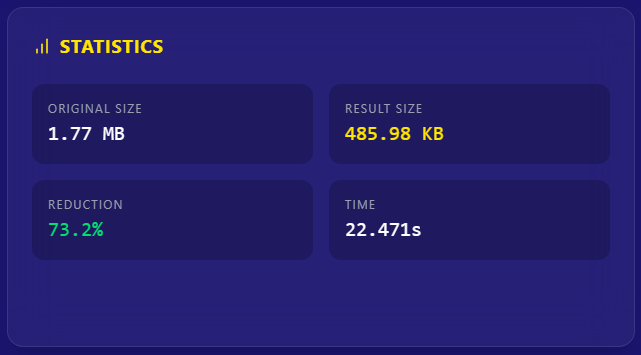 STATISTICS
ORIGINAL SIZE
1.77 MB
RESULT SIZE
485.98 KB
REDUCTION
73.2%
TIME
22.471s